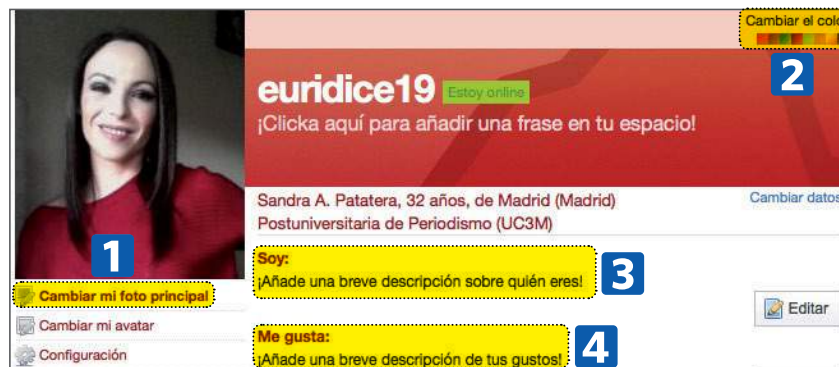 Cambiar el colo
2
euridice19 Estoy online
¡Clicka aquí para añadir una frase en tu espacio!
Sandra A. Patatera, 32 años, de Madrid (Madrid)
Cambiar datos
Postuniversitaria de Periodismo (UC3M)
1
Cambiar mi foto principal
Cambiar mi avatar
Configuración
Soy:
¡Añade una breve descripción sobre quién eres!
3
Editar
Me gusta:
¡Añade una breve descripción de tus gustos!
4